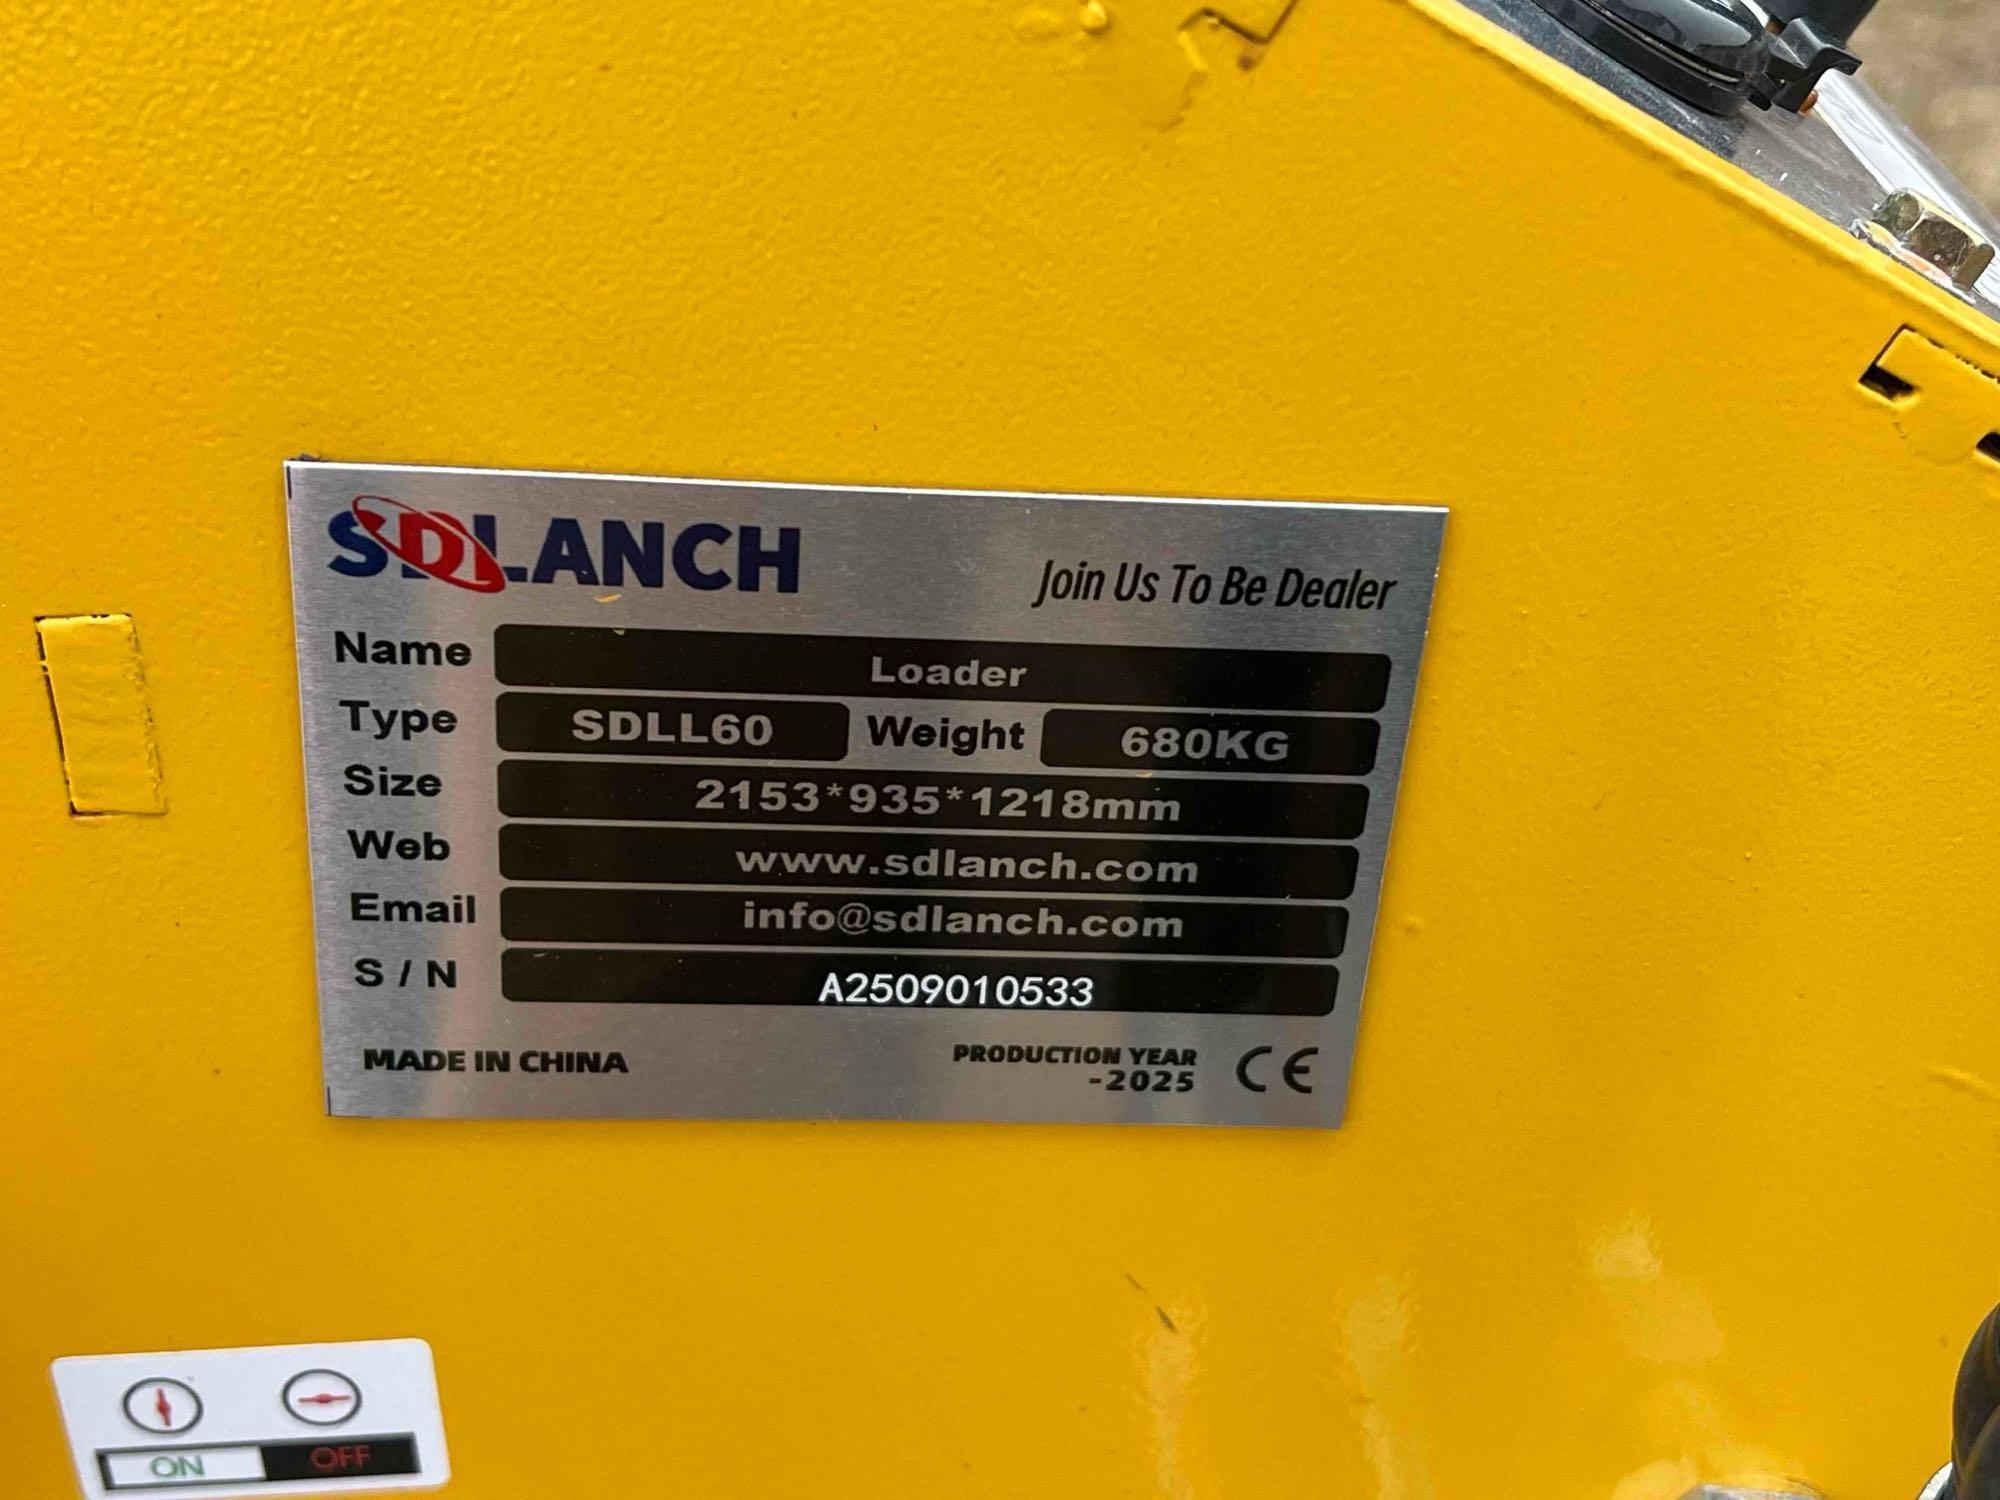 SDLANCH
Join Us To Be Dealer
Name Loader
Type SDLL60 Weight 680KG
Size 2153*935*1218mm
Web www.sdlanch.com
Email info@sdlanch.com
S / N A2509010533
MADE IN CHINA
PRODUCTION YEAR
-2025
CE
ON OFF